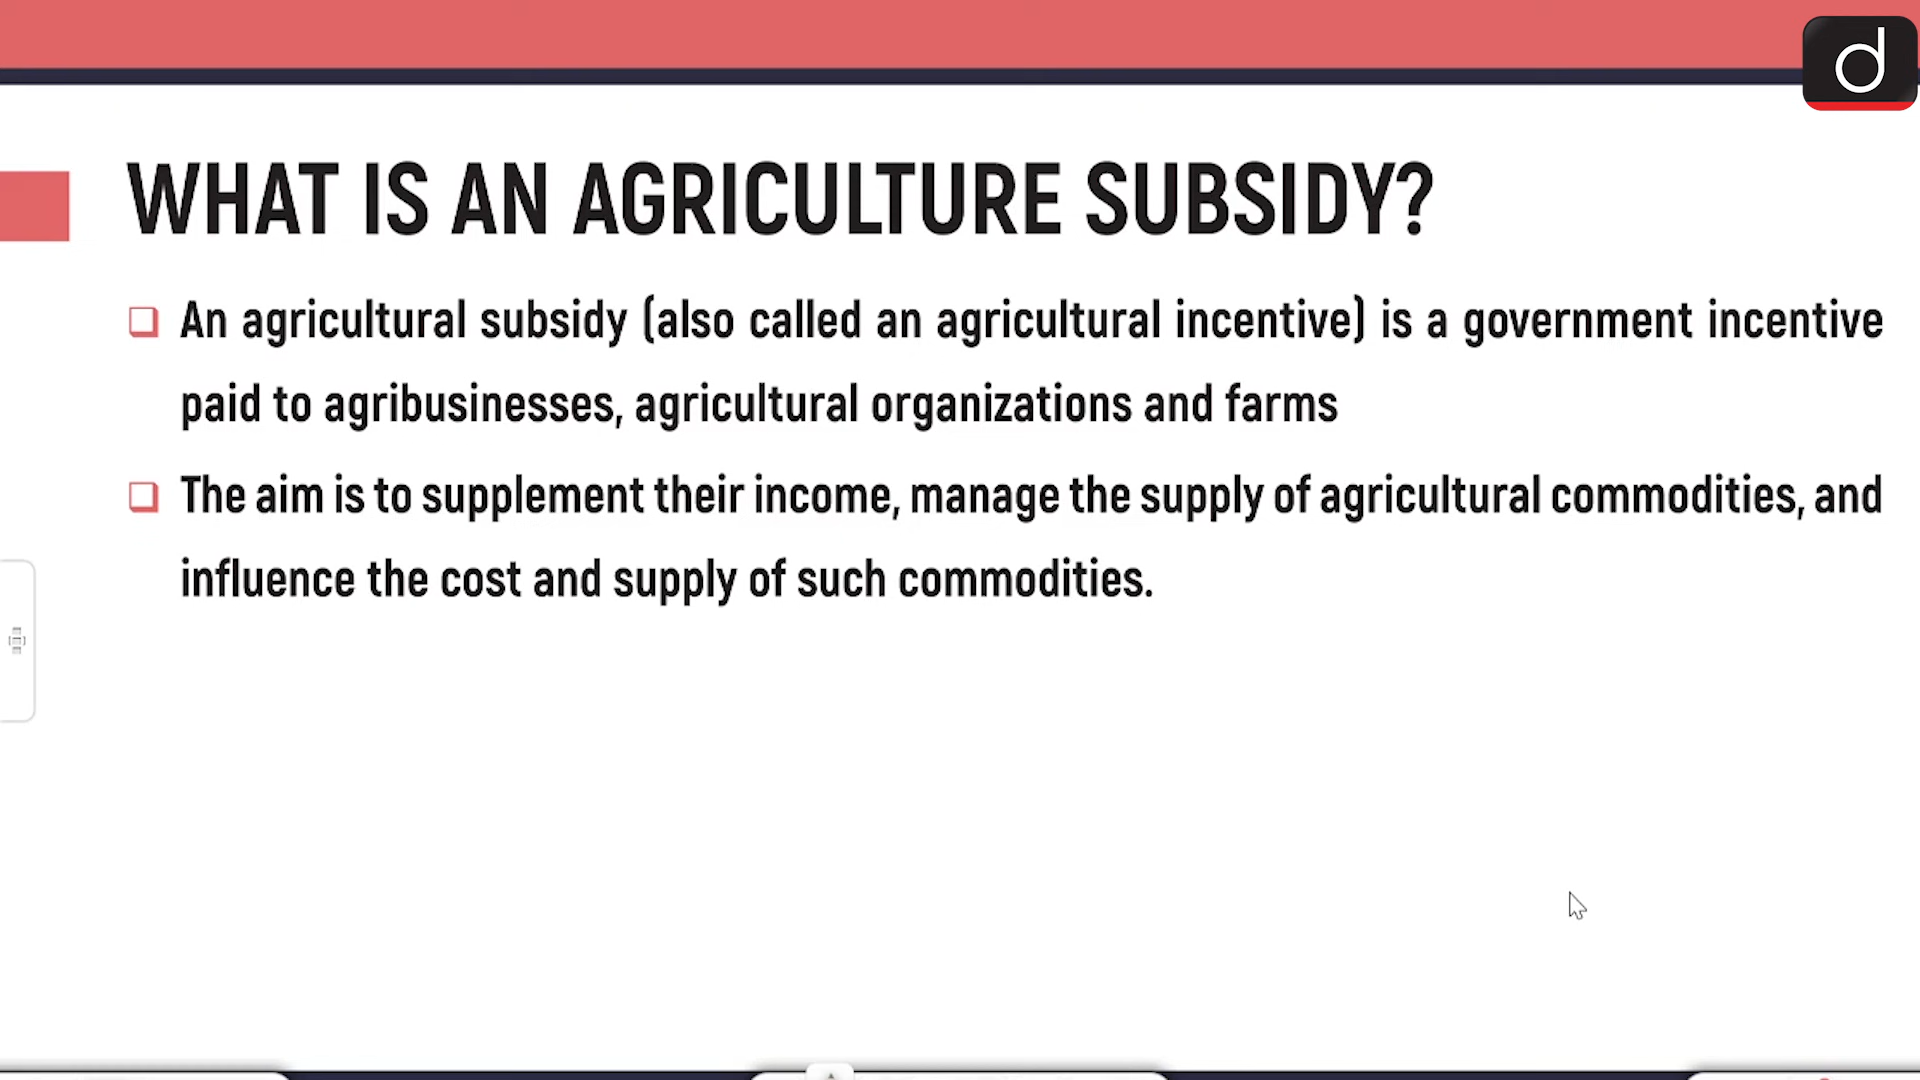 d
WHAT IS AN AGRICULTURE SUBSIDY?
An agricultural subsidy (also called an agricultural incentive) is a government incentive
paid to agribusinesses, agricultural organizations and farms
The aim is to supplement their income, manage the supply of agricultural commodities, and
influence the cost and supply of such commodities.